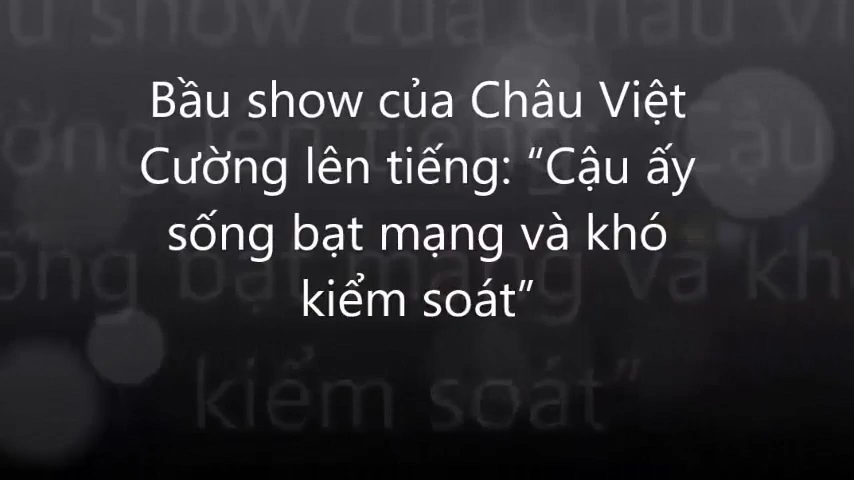 Bầu show của Châu Việt
Cường lên tiếng: “Cậu ấy
sống bạt mạng và khó
kiểm soát”